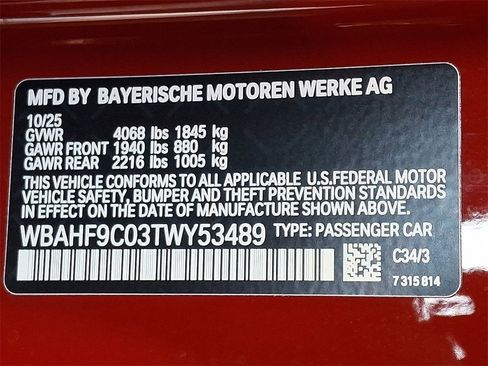 MFD BY BAYERISCHE MOTOREN WERKE AG
10/25
GVWR 4068 lbs 1845 kg
GAWR FRONT 1940 lbs 880 kg
GAWR REAR 2216 lbs 1005 kg
THIS VEHICLE CONFORMS TO ALL APPLICABLE U.S.FEDERAL MOTOR
VEHICLE SAFETY, BUMPER AND THEFT PREVENTION STANDARDS
IN EFFECT ON THE DATE OF MANUFACTURE SHOWN ABOVE.
WBAHF9C03TWY53489 TYPE: PASSENGER CAR
C34/3
7 315 814